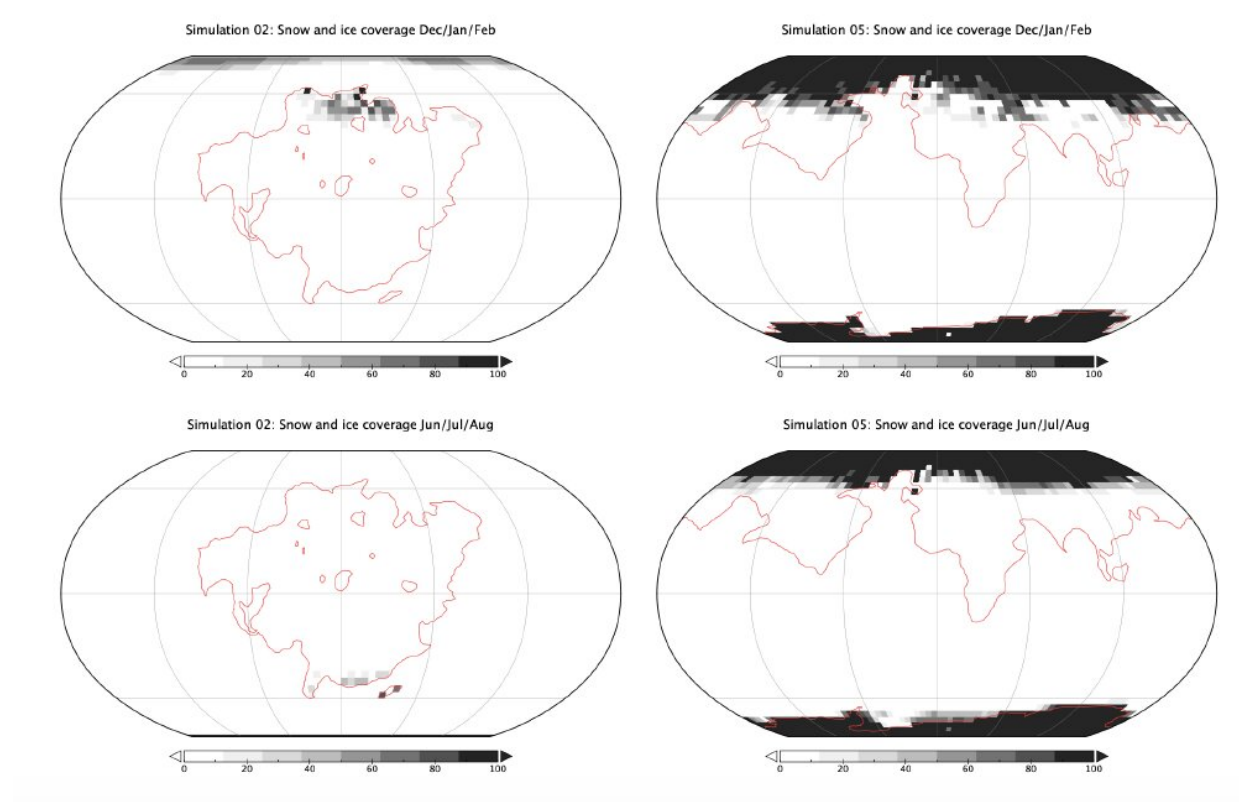 Simulation 02: Snow and ice coverage Dec/Jan/Feb
0 20 40 60 80 100
Simulation 05: Snow and ice coverage Dec/Jan/Feb
0 20 40 60 80 100
Simulation 02: Snow and ice coverage Jun/Jul/Aug
0 20 40 60 80 100
Simulation 05: Snow and ice coverage Jun/Jul/Aug
0 20 40 60 80 100